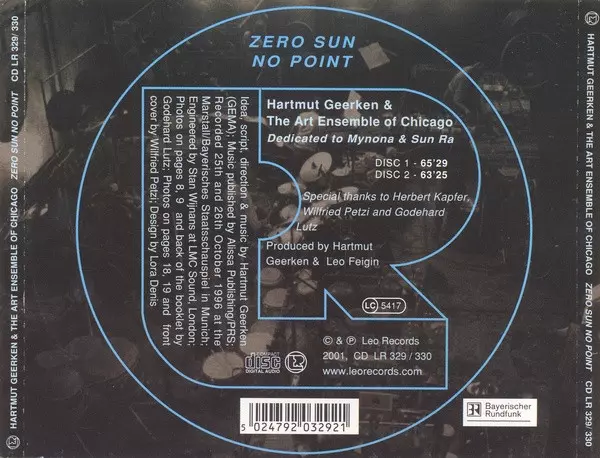 ZERO SUN
NO POINT
Hartmut Geerken &
The Art Ensemble of Chicago
Dedicated to Mynona & Sun Ra
DISC 1 - 65'29
DISC 2 - 63'25
Special thanks to Herbert Kapfer,
Wilfried Petzi and Godehard
Lutz
Produced by Hartmut
Geerken & Leo Feigin
LC 5417
© & ℗ Leo Records
2001, CD LR 329 / 330
www.leorecords.com
Idea, script, direction & music by Hartmut Geerken
(GEMA); Music published by Alissa Publishing/PRS;
Recorded 25th and 26th October 1996 at the
Marstall/Bayerisches Staatsschauspiel in Munich;
Engineered by Stan Wijnans at LMC Sound, London;
Photos on pages 8, 9 and back of the booklet by
Godehard Lutz; Photos on pages 18, 19 and front
cover by Wilfried Petzi; Design by Lora Denis
COMPACT
disc
DIGITAL AUDIO
5 024792 032921
Bayerischer
Rundfunk
HARTMUT GEERKEN & THE ART ENSEMBLE OF CHICAGO ZERO SUN NO POINT CD LR 329/ 330
HARTMUT GEERKEN & THE ART ENSEMBLE OF CHICAGO ZERO SUN NO POINT CD LR 329/ 330